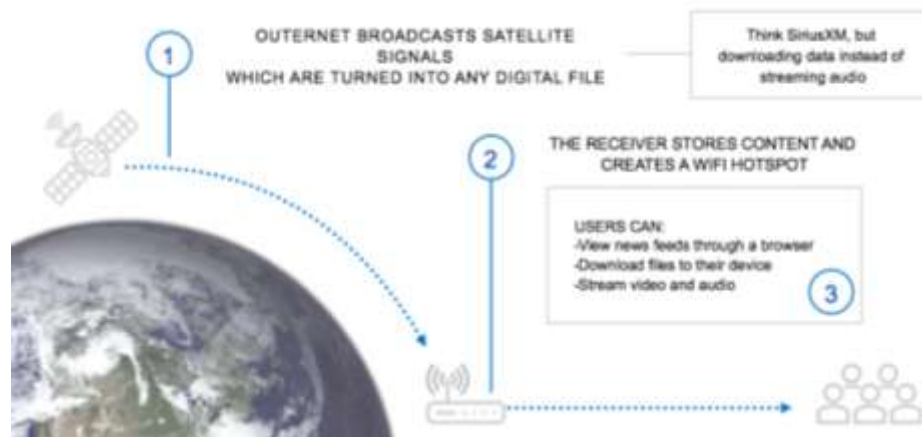 1
OUTERNET BROADCASTS SATELLITE
SIGNALS
WHICH ARE TURNED INTO ANY DIGITAL FILE
Think SiriusXM, but
downloading data instead of
streaming audio
2
THE RECEIVER STORES CONTENT AND
CREATES A WIFI HOTSPOT
USERS CAN:
-View news feeds through a browser
-Download files to their device
-Stream video and audio
3